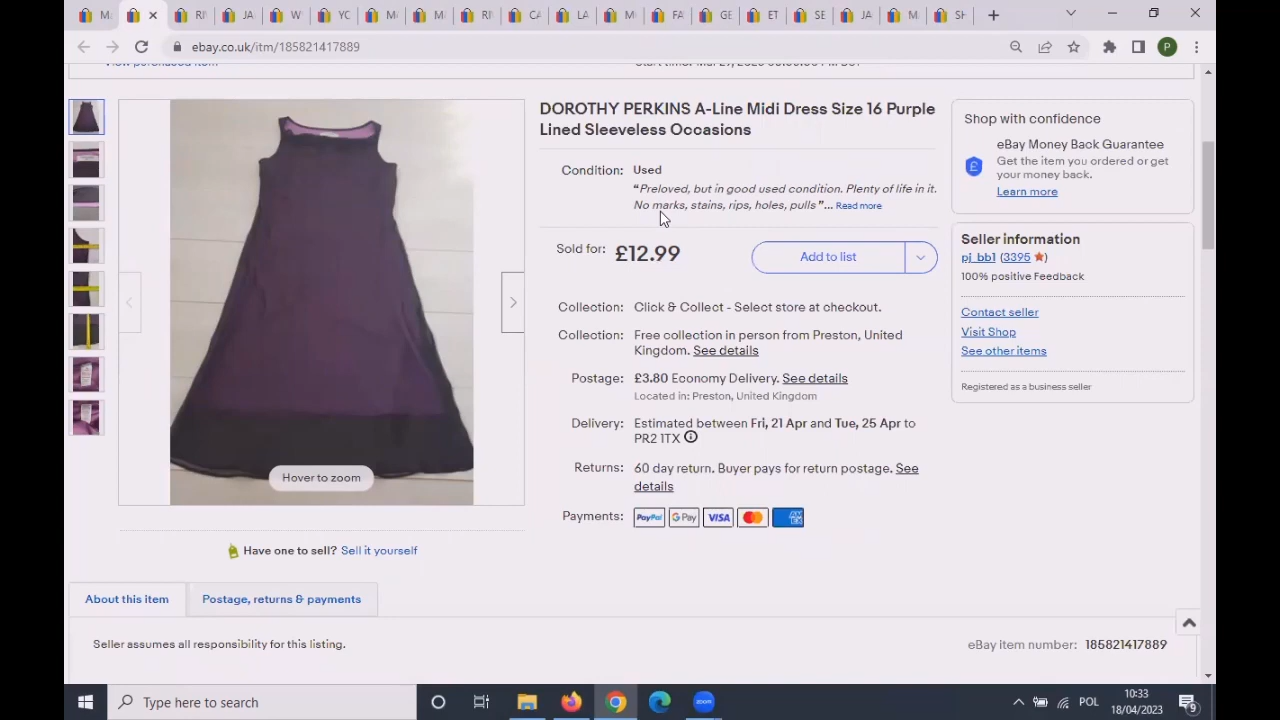 ebay.co.uk/itm/185821417889
P
DOROTHY PERKINS A-Line Midi Dress Size 16 Purple
Lined Sleeveless Occasions
Condition: Used
"Preloved, but in good used condition. Plenty of life in it.
No marks, stains, rips, holes, pulls "... Read more
Sold for: £12.99
Add to list
Collection: Click & Collect - Select store at checkout.
Collection: Free collection in person from Preston, United
Kingdom. See details
Postage: £3.80 Economy Delivery. See details
Located in: Preston, United Kingdom
Delivery: Estimated between Fri, 21 Apr and Tue, 25 Apr to
PR2 1TX
Returns: 60 day return. Buyer pays for return postage. See
details
Payments: PayPal G Pay VISA
Shop with confidence
eBay Money Back Guarantee
Get the item you ordered or get
your money back.
Learn more
Seller information
pj_bb1 (3395)
100% positive Feedback
Contact seller
Visit Shop
See other items
Registered as a business seller
Hover to zoom
Have one to sell? Sell it yourself
About this item
Postage, returns & payments
Seller assumes all responsibility for this listing.
eBay item number: 185821417889
Type here to search
zoom
POL
10:33
18/04/2023
9